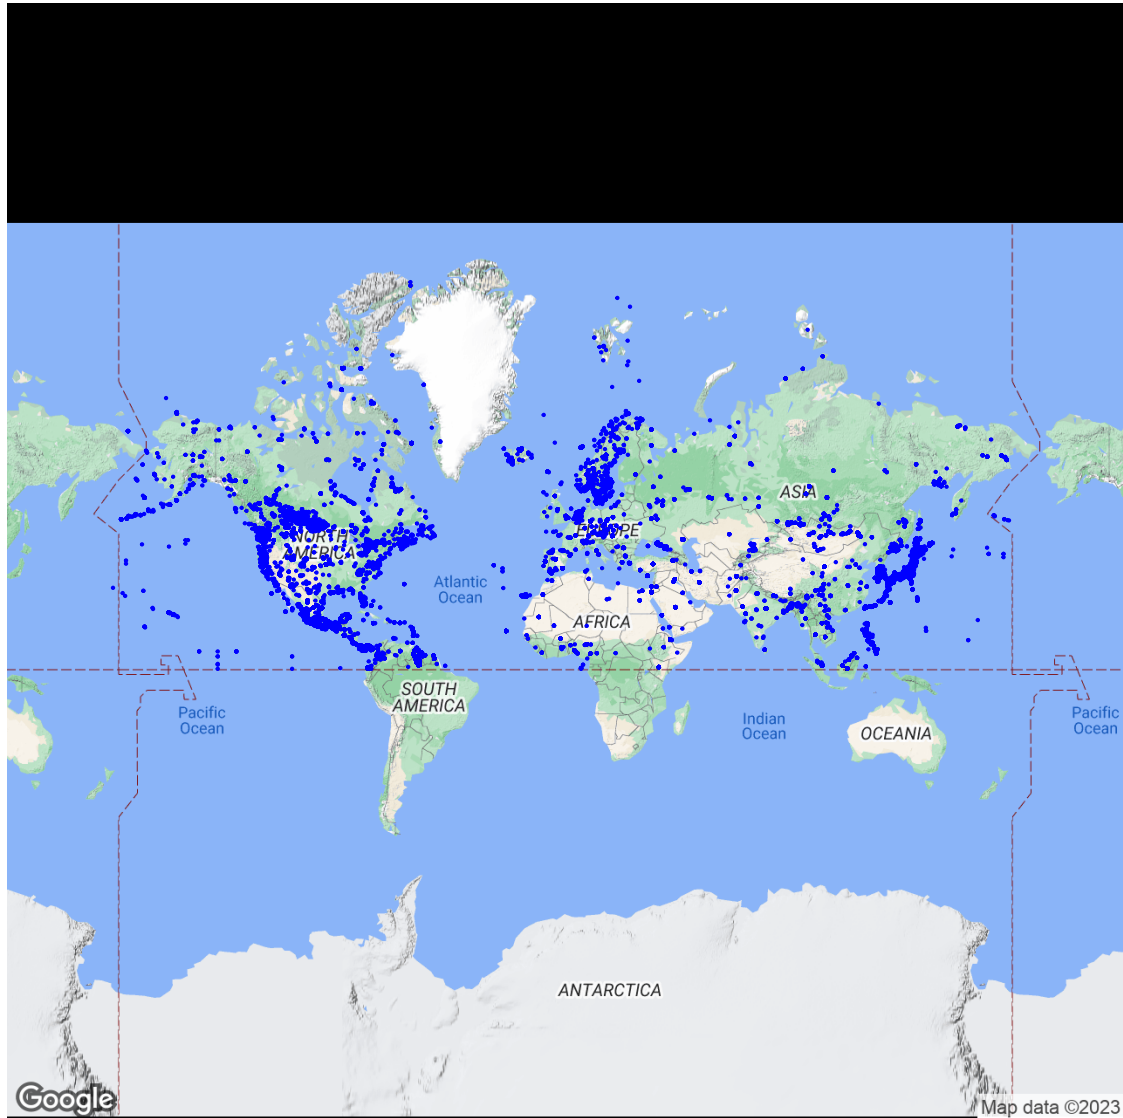 ASIA
NORTH
AMERICA
EUROPE
Atlantic
Ocean
AFRICA
SOUTH
AMERICA
Pacific
Ocean
Indian
Ocean
OCEANIA
Pacific
Ocean
ANTARCTICA
Google
Map data ©2023